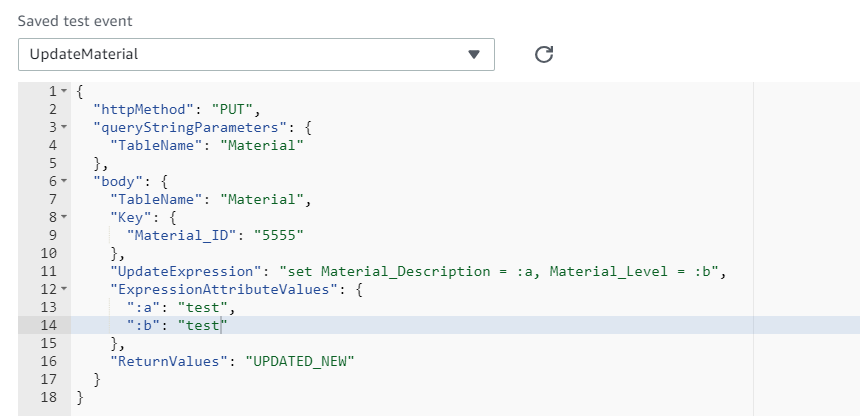 Saved test event
UpdateMaterial
1 {
2 "httpMethod": "PUT",
3 "queryStringParameters": {
4 "TableName": "Material"
5 },
6 "body": {
7 "TableName": "Material",
8 "Key": {
9 "Material_ID": "5555"
10 },
11 "UpdateExpression": "set Material_Description = :a, Material_Level = :b",
12 "ExpressionAttributeValues": {
13 ":a": "test",
14 ":b": "test"
15 },
16 "ReturnValues": "UPDATED_NEW"
17 }
18 }